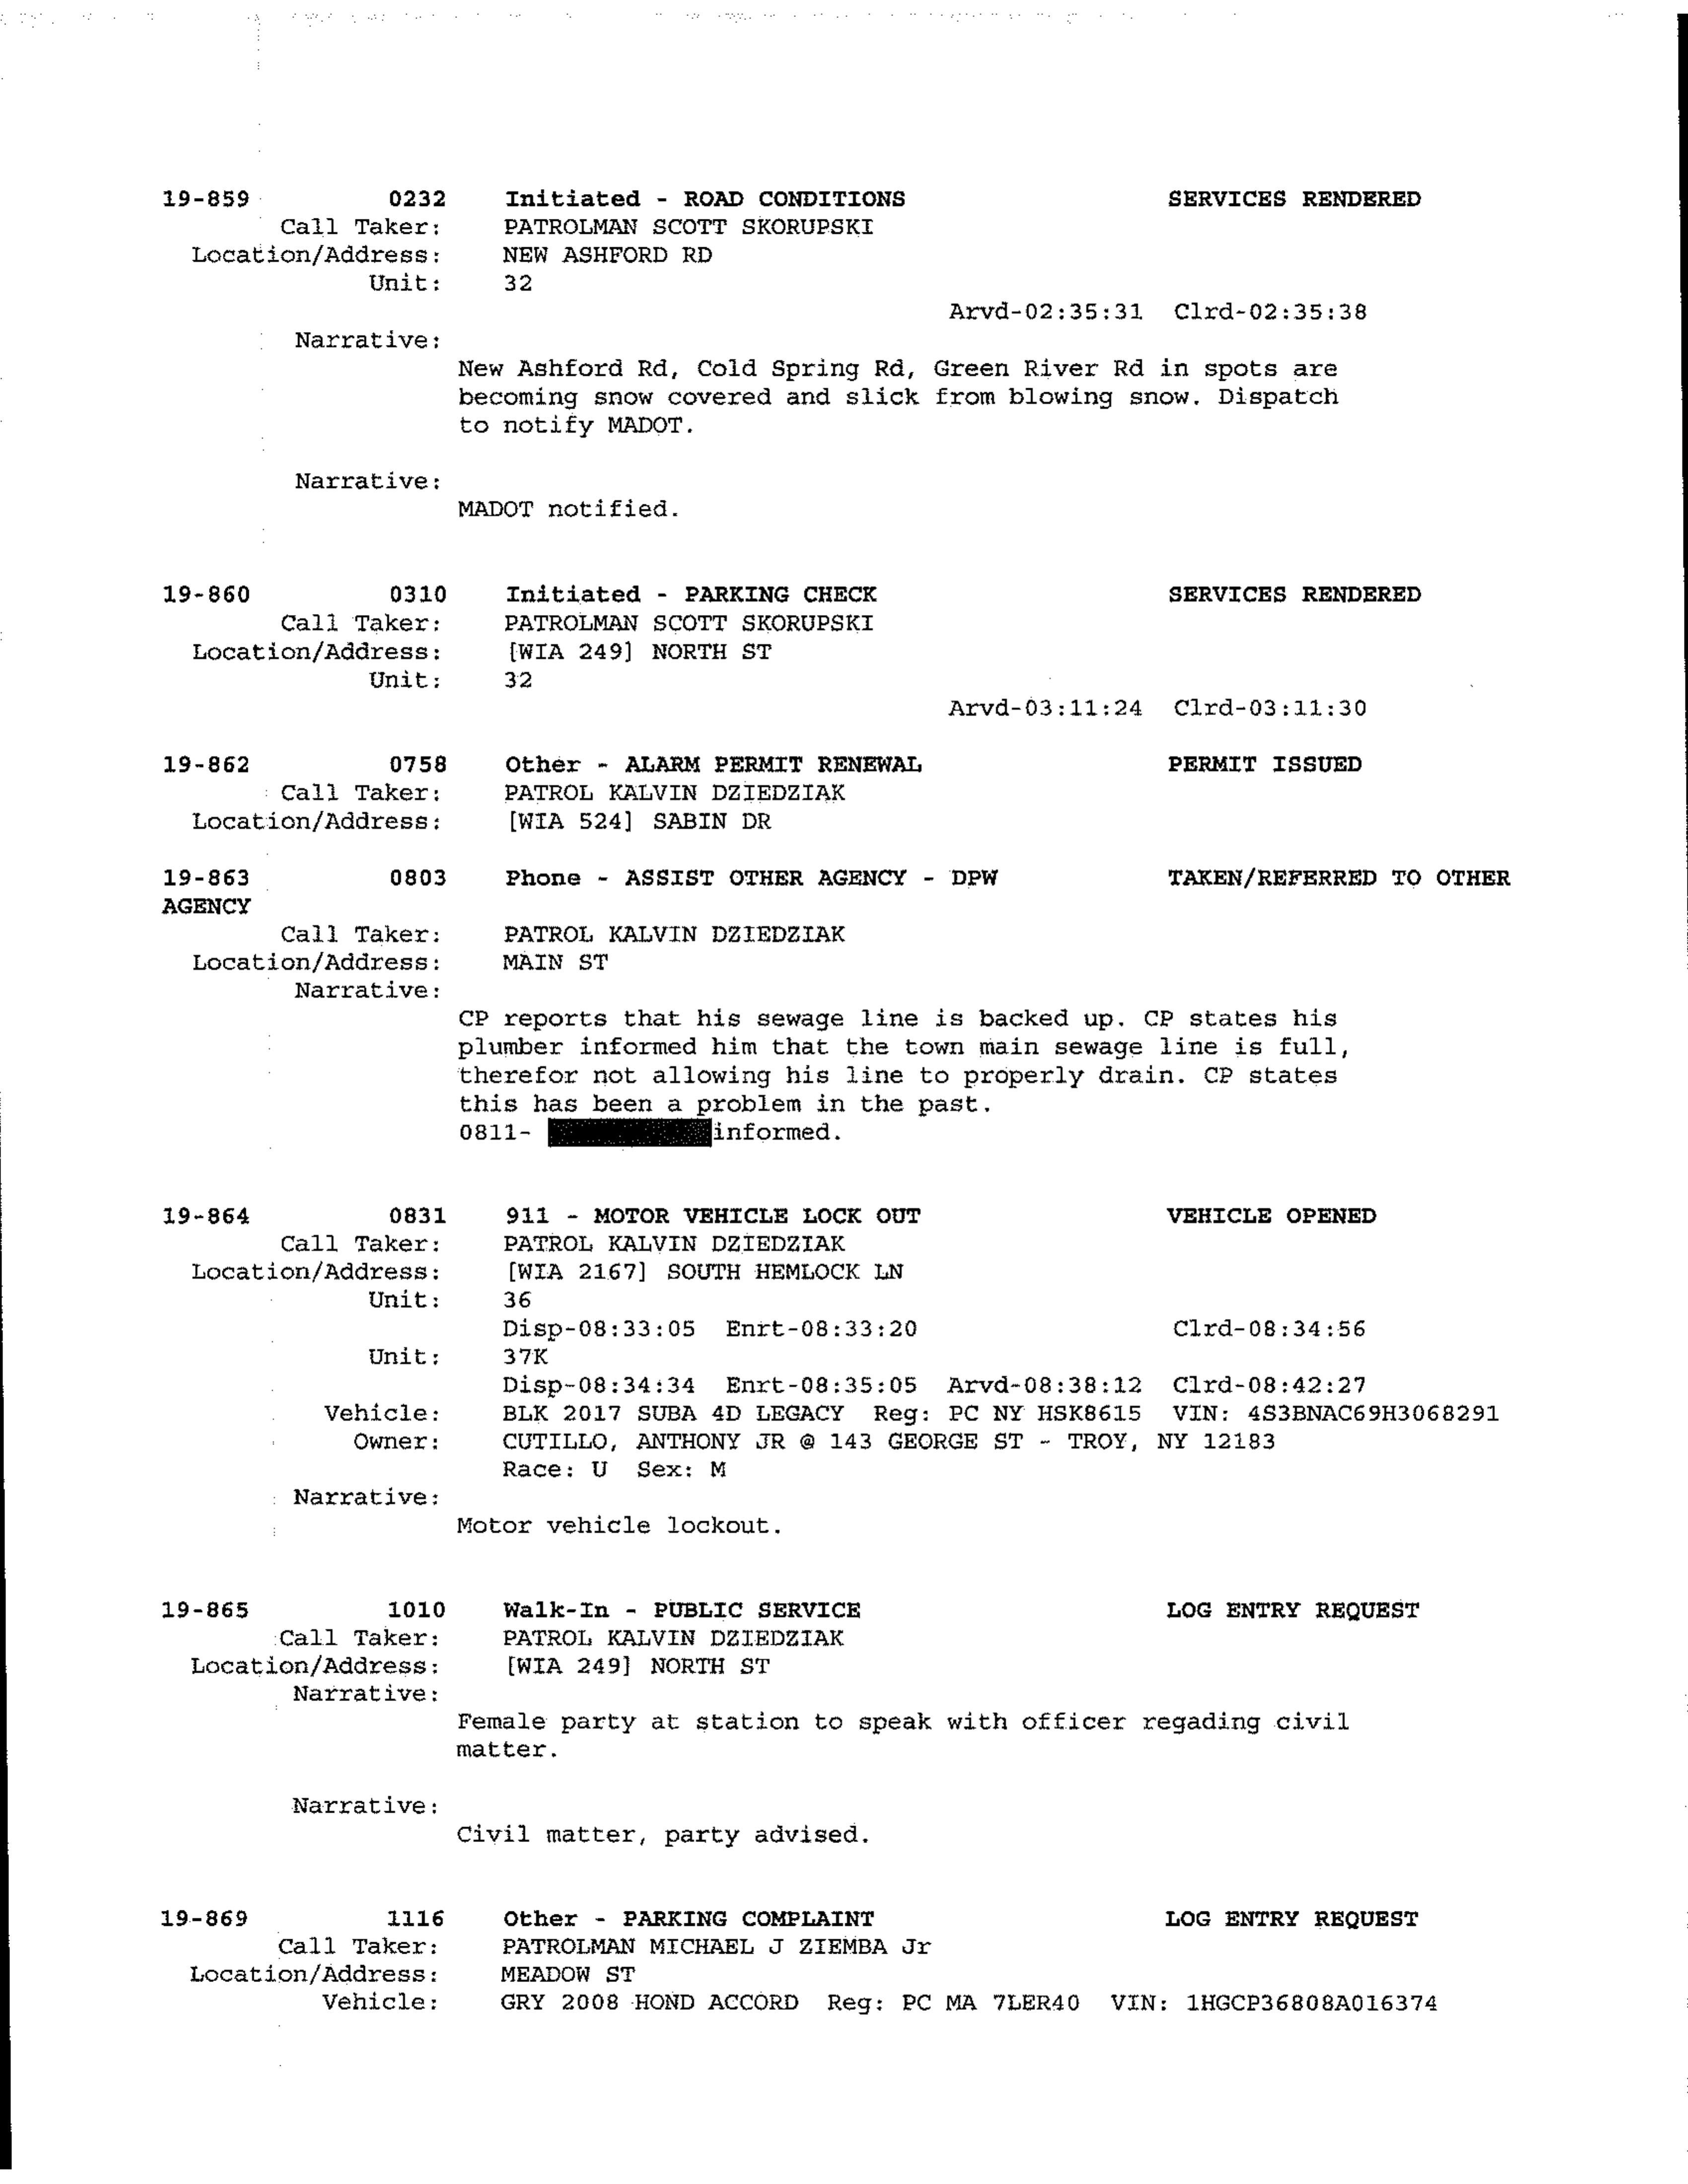 19-859 0232 Initiated - ROAD CONDITIONS SERVICES RENDERED
Call Taker: PATROLMAN SCOTT SKORUPSKI
Location/Address: NEW ASHFORD RD
Unit: 32
Arvd-02:35:31 Clrd-02:35:38
Narrative:
New Ashford Rd, Cold Spring Rd, Green River Rd in spots are
becoming snow covered and slick from blowing snow. Dispatch
to notify MADOT.
Narrative:
MADOT notified.
19-860 0310 Initiated - PARKING CHECK SERVICES RENDERED
Call Taker: PATROLMAN SCOTT SKORUPSKI
Location/Address: [WIA 249] NORTH ST
Unit: 32
Arvd-03:11:24 Clrd-03:11:30
19-862 0758 Other - ALARM PERMIT RENEWAL PERMIT ISSUED
Call Taker: PATROL KALVIN DZIEDZIAK
Location/Address: [WIA 524] SABIN DR
19-863 0803 Phone - ASSIST OTHER AGENCY - DPW TAKEN/REFERRED TO OTHER
AGENCY
Call Taker: PATROL KALVIN DZIEDZIAK
Location/Address: MAIN ST
Narrative:
CP reports that his sewage line is backed up. CP states his
plumber informed him that the town main sewage line is full,
therefor not allowing his line to properly drain. CP states
this has been a problem in the past.
0811- informed.
19-864 0831 911 - MOTOR VEHICLE LOCK OUT VEHICLE OPENED
Call Taker: PATROL KALVIN DZIEDZIAK
Location/Address: [WIA 2167] SOUTH HEMLOCK LN
Unit: 36
Disp-08:33:05 Enrt-08:33:20 Clrd-08:34:56
Unit: 37K
Disp-08:34:34 Enrt-08:35:05 Arvd-08:38:12 Clrd-08:42:27
Vehicle: BLK 2017 SUBA 4D LEGACY Reg: PC NY HSK8615 VIN: 4S3BNAC69H3068291
Owner: CUTILLO, ANTHONY JR @ 143 GEORGE ST - TROY, NY 12183
Race: U Sex: M
Narrative:
Motor vehicle lockout.
19-865 1010 Walk-In - PUBLIC SERVICE LOG ENTRY REQUEST
Call Taker: PATROL KALVIN DZIEDZIAK
Location/Address: [WIA 249] NORTH ST
Narrative:
Female party at station to speak with officer regading civil
matter.
Narrative:
Civil matter, party advised.
19-869 1116 Other - PARKING COMPLAINT LOG ENTRY REQUEST
Call Taker: PATROLMAN MICHAEL J ZIEMBA Jr
Location/Address: MEADOW ST
Vehicle: GRY 2008 HOND ACCORD Reg: PC MA 7LER40 VIN: 1HGCP36808A016374